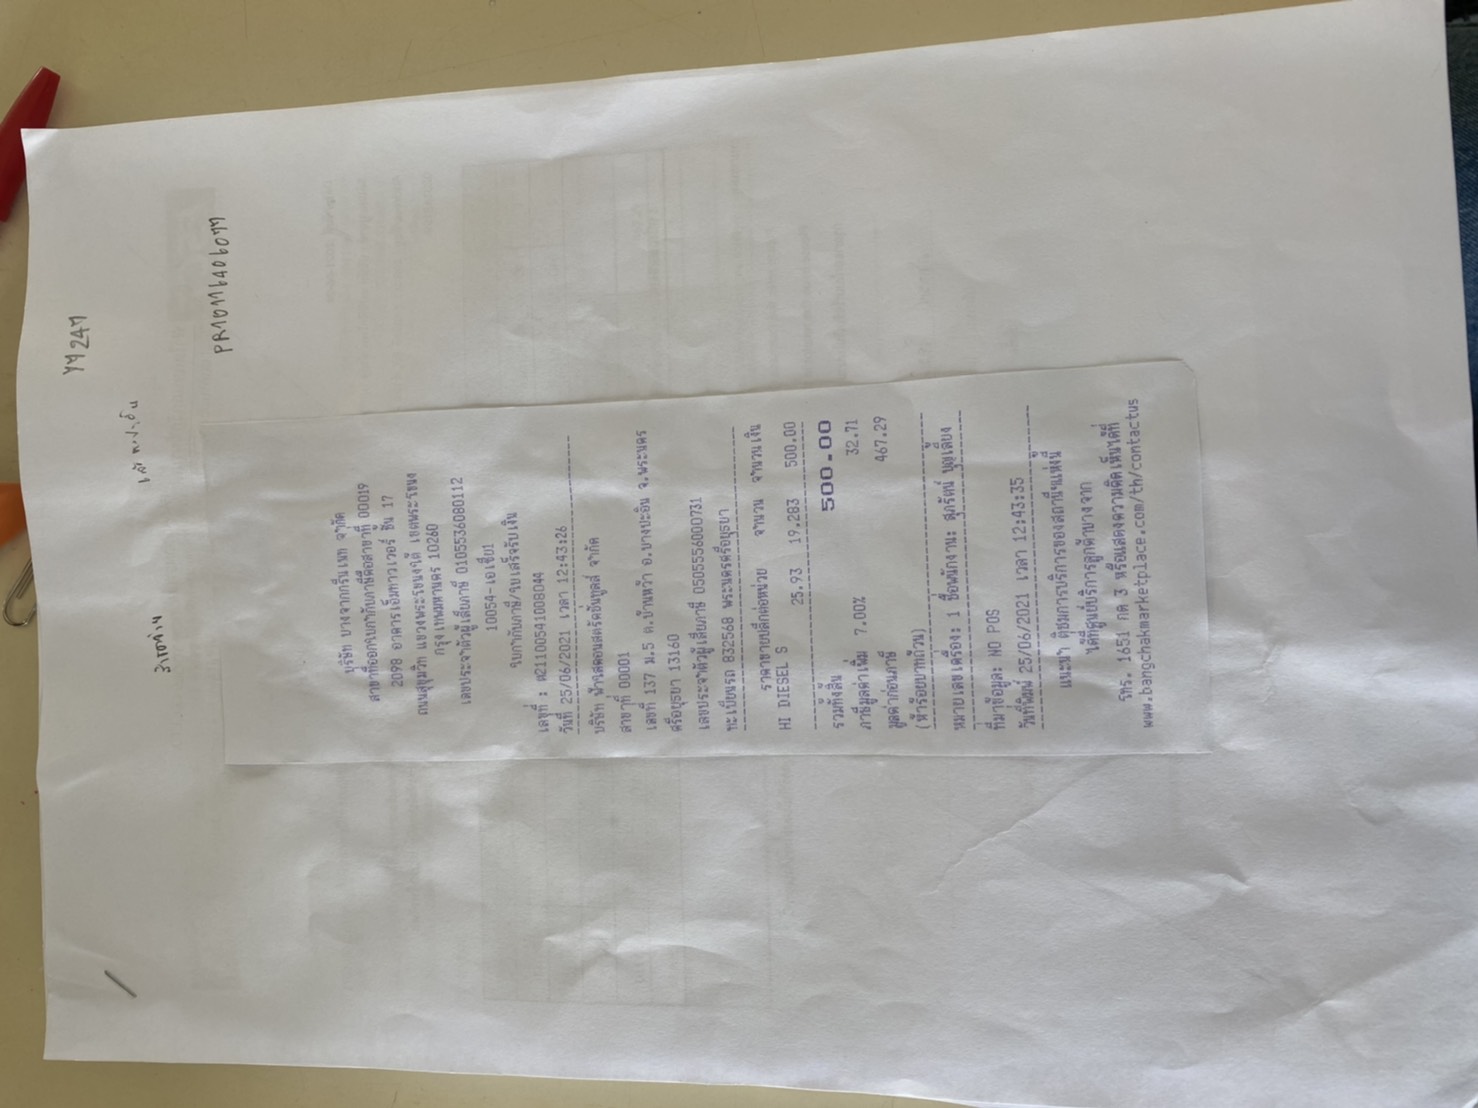 YY247
PR1011640607
บริษัท บางจากกรีนเนท จำกัด
สาขาที่ออกใบกำกับภาษีคือสาขาที่ 00019
2098 อาคารเอ็มทาวเวอร์ ชั้น 17
ถนนสุขุมวิท แขวงพระโขนงใต้ เขตพระโขนง
กรุงเทพมหานคร 10260
เลขประจำตัวผู้เสียภาษี 0105536080112
10054-เอเซีย1
ใบกำกับภาษี/ใบเสร็จรับเงิน
เลขที่ : ต21100541008044
วันที่ 25/06/2021 เวลา 12:43:26
บริษัท เฟิร์สตอนสตรัคชั่นทูลส์ จำกัด
สาขาที่ 00001
เลขที่ 137 ม.5 ต.บ้านหว้า อ.บางปะอิน จ.พระนคร
ศรีอยุธยา 13160
เลขประจำตัวผู้เสียภาษี 0505556000731
ทะเบียนรถ 832568 พระนครศรีอยุธยา
ราคาขายปลีกต่อหน่วย จำนวน จำนวนเงิน
HI DIESEL S 25.93 19.283 500.00
รวมทั้งสิ้น 500.00
ภาษีมูลค่าเพิ่ม 7.00% 32.71
มูลค่าก่อนภาษี 467.29
(ห้าร้อยบาทถ้วน)
หมายเลขเครื่อง: 1 ชื่อพนักงาน: สุภรัตน์ บุญเลี้ยง
ที่มาข้อมูล: NO POS
วันที่พิมพ์ 25/06/2021 เวลา 12:43:35
แนะนำ ติชมการบริการของสถานีฯแห่งนี้
ได้ที่ศูนย์บริการลูกค้าบางจาก
โทร. 1651 กด 3 หรือแสดงความคิดเห็นได้ที่
www.bangchakmarketplace.com/th/contactus